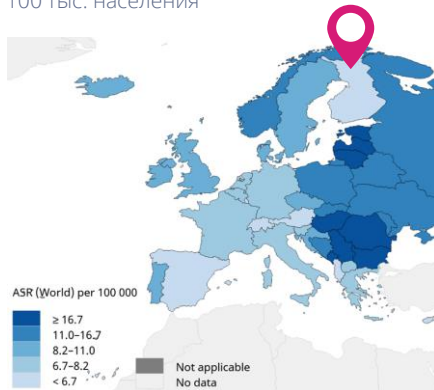 100 тыс. населения
ASR (World) per 100 000
≥ 16.7
11.0–16.7
8.2–11.0
6.7–8.2
< 6.7
Not applicable
No data